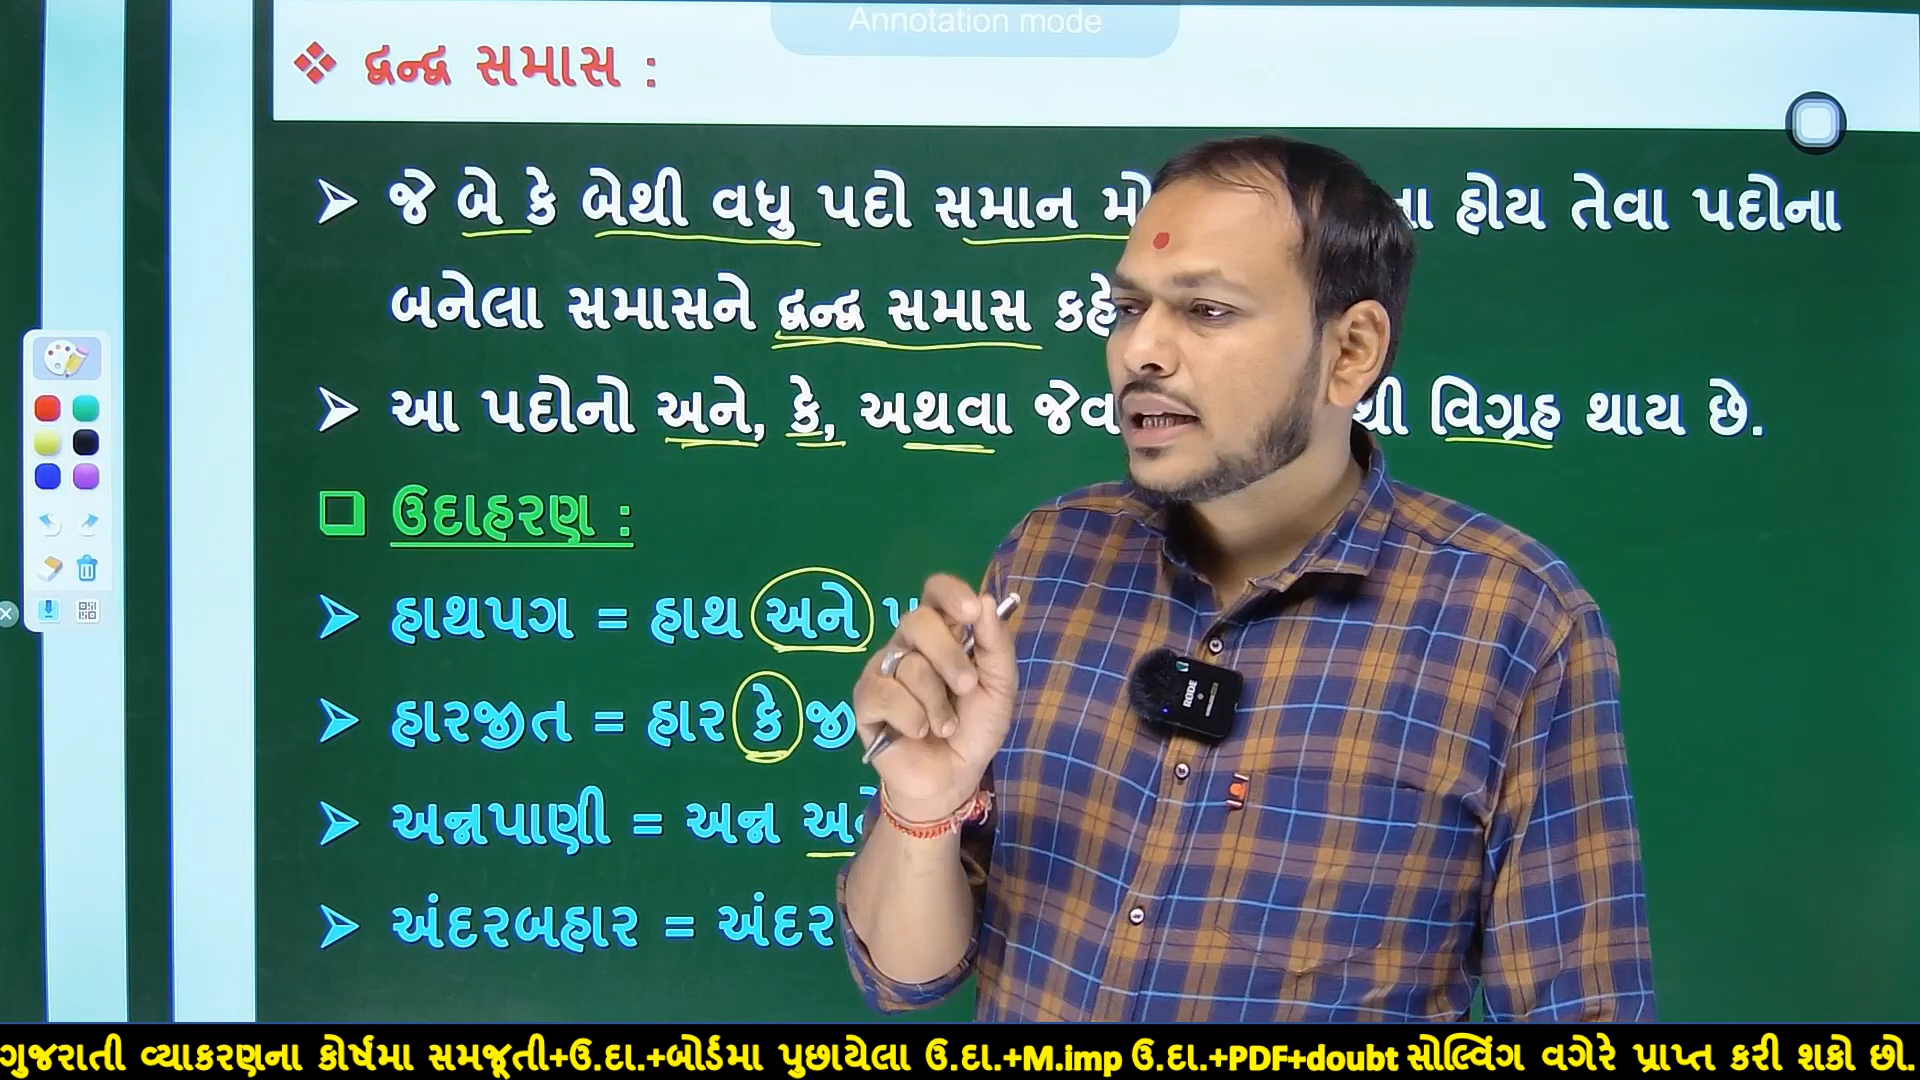 Annotation mode
❖ દ્વન્દ્વ સમાસ :
➢ જે બે કે બેથી વધુ પદો સમાન હોય તેવા પદોના
બનેલા સમાસને દ્વન્દ્વ સમાસ
➢ આ પદોનો અને, કે, અથવા વિગ્રહ થાય છે.
❑ ઉદાહરણ :
➢ હાથપગ = હાથ અને
➢ હારજીત = હાર કે
➢ અન્નપાણી = અન્ન
➢ અંદરબહાર = અંદર
RODE
ગુજરાતી વ્યાકરણના કોર્ષમા સમજૂતી+ઉ.દા.+બોર્ડમા પુછાયેલા ઉ.દા.+M.imp ઉ.દા.+PDF+doubt સોલ્વિંગ વગેરે પ્રાપ્ત કરી શકો છો.